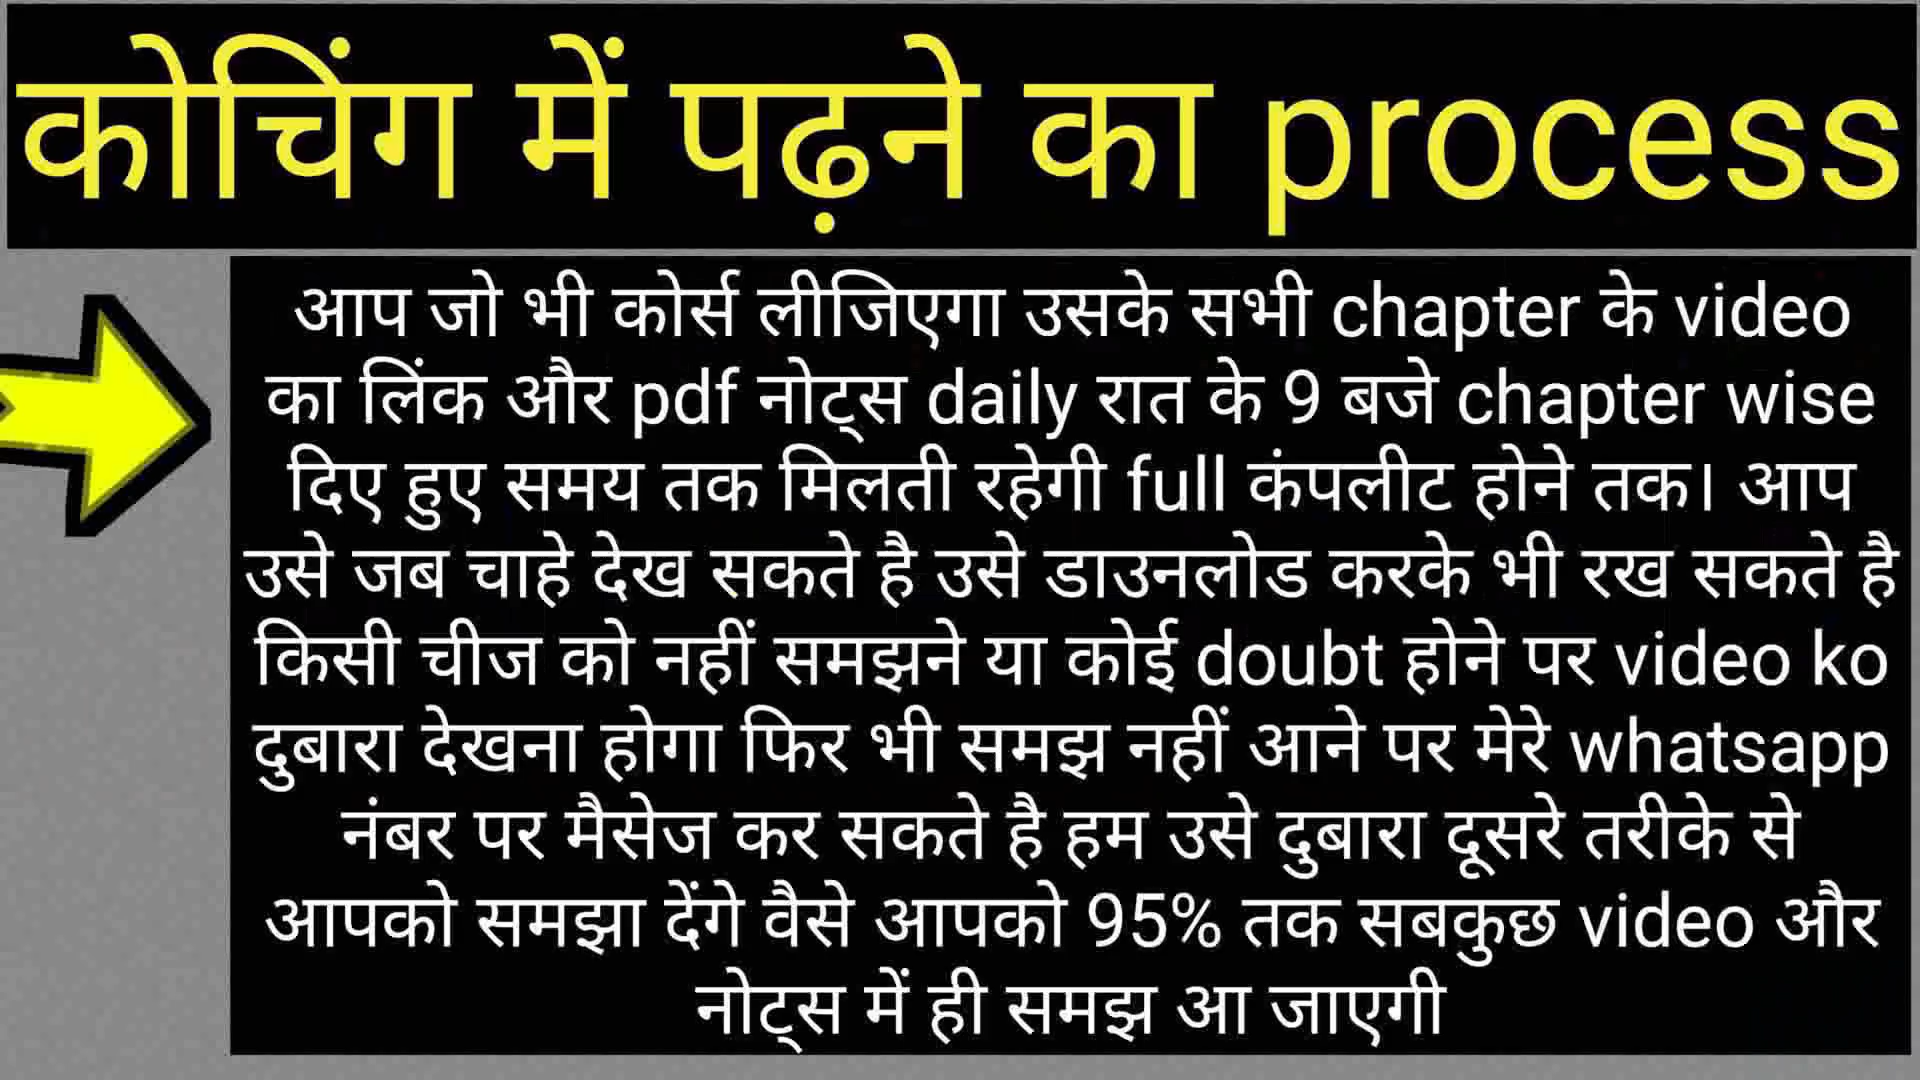 कोचिंग में पढ़ने का process
आप जो भी कोर्स लीजिएगा उसके सभी chapter के video
का लिंक और pdf नोट्स daily रात के 9 बजे chapter wise
दिए हुए समय तक मिलती रहेगी full कंपलीट होने तक। आप
उसे जब चाहे देख सकते है उसे डाउनलोड करके भी रख सकते है
किसी चीज को नहीं समझने या कोई doubt होने पर video ko
दुबारा देखना होगा फिर भी समझ नहीं आने पर मेरे whatsapp
नंबर पर मैसेज कर सकते है हम उसे दुबारा दूसरे तरीके से
आपको समझा देंगे वैसे आपको 95% तक सबकुछ video और
नोट्स में ही समझ आ जाएगी